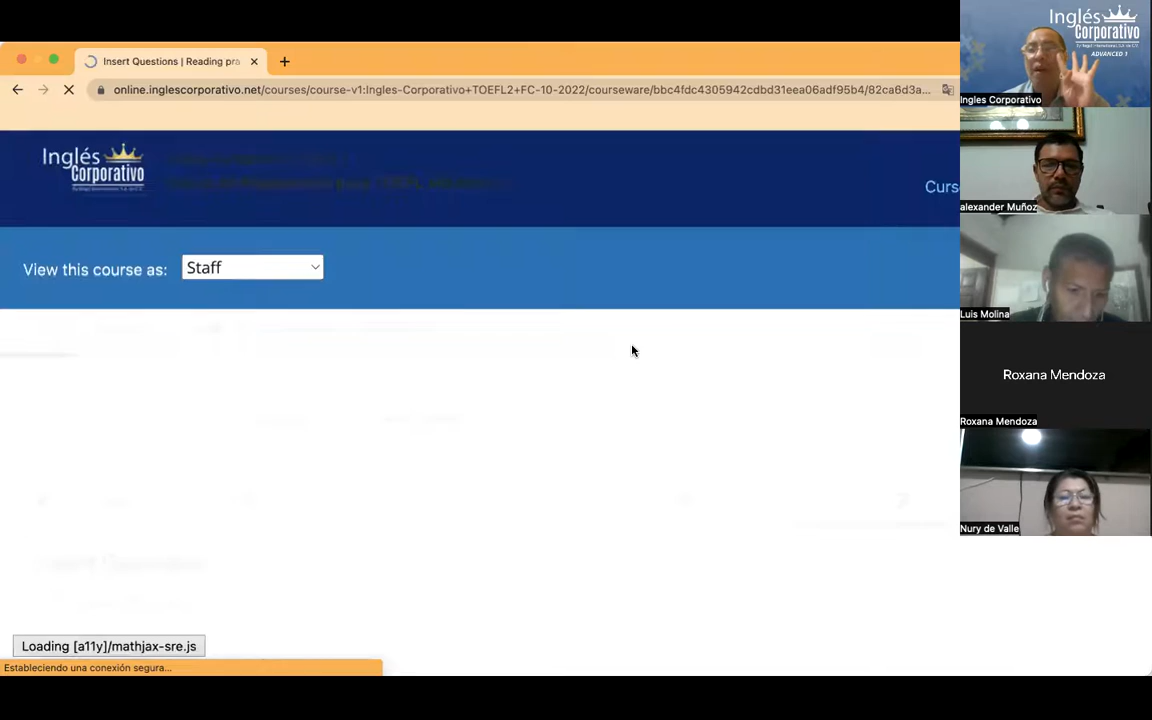 Insert Questions | Reading pra
online.inglescorporativo.net/courses/course-v1:Ingles-Corporativo+TOEFL2+FC-10-2022/courseware/bbc4fdc4305942cdbd31eea06adf95b4/82ca6d3a...
Inglés
Corporativo
Curs
View this course as:
Staff
Loading [a11y]/mathjax-sre.js
Estableciendo una conexión segura...
Inglés
Corporativo
ADVANCED 1
Ingles Corporativo
alexander Muñoz
Luis Molina
Roxana Mendoza
Roxana Mendoza
Nury de Valle